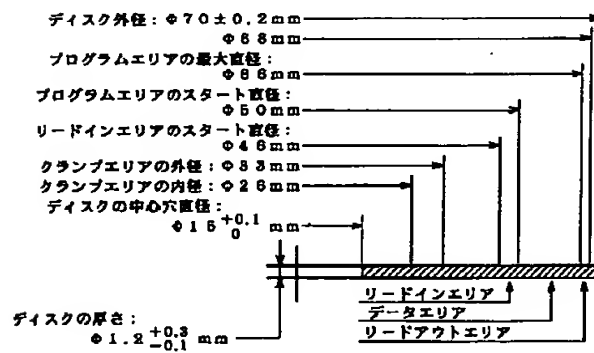 ディスク外径：Φ70±0.2mm
Φ68mm
プログラムエリアの最大直径：
Φ66mm
プログラムエリアのスタート直径：
Φ50mm
リードインエリアのスタート直径：
Φ46mm
クランプエリアの外径：Φ33mm
クランプエリアの内径：Φ26mm
ディスクの中心穴直径：
Φ15 +0.1 0 mm
リードインエリア
データエリア
リードアウトエリア
ディスクの厚さ：
Φ1.2 +0.3 -0.1 mm